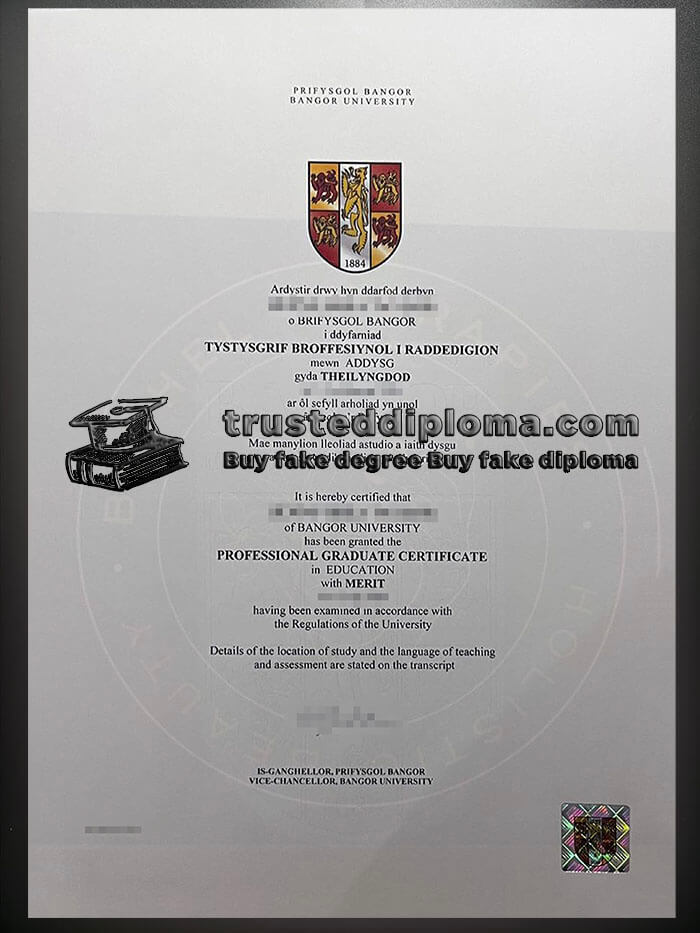 PRIFYSGOL BANGOR
BANGOR UNIVERSITY
1884
Ardystir drwy hyn ddarfod derbyn
o BRIFYSGOL BANGOR
i ddyfarniad
TYSTYSGRIF BROFFESIYNOL I RADDEDIGION
mewn ADDYSG
gyda THEILYNGDOD
ar ôl sefyll arholiad yn unol
trusteddiploma.com
Mae manylion lleoliad astudio a iaith dysgu
Buy fake degree Buy fake diploma
It is hereby certified that
of BANGOR UNIVERSITY
has been granted the
PROFESSIONAL GRADUATE CERTIFICATE
in EDUCATION
with MERIT
having been examined in accordance with
the Regulations of the University
Details of the location of study and the language of teaching
and assessment are stated on the transcript
IS-GANGHELLOR, PRIFYSGOL BANGOR
VICE-CHANCELLOR, BANGOR UNIVERSITY
HOLISTIC
BEAUTY